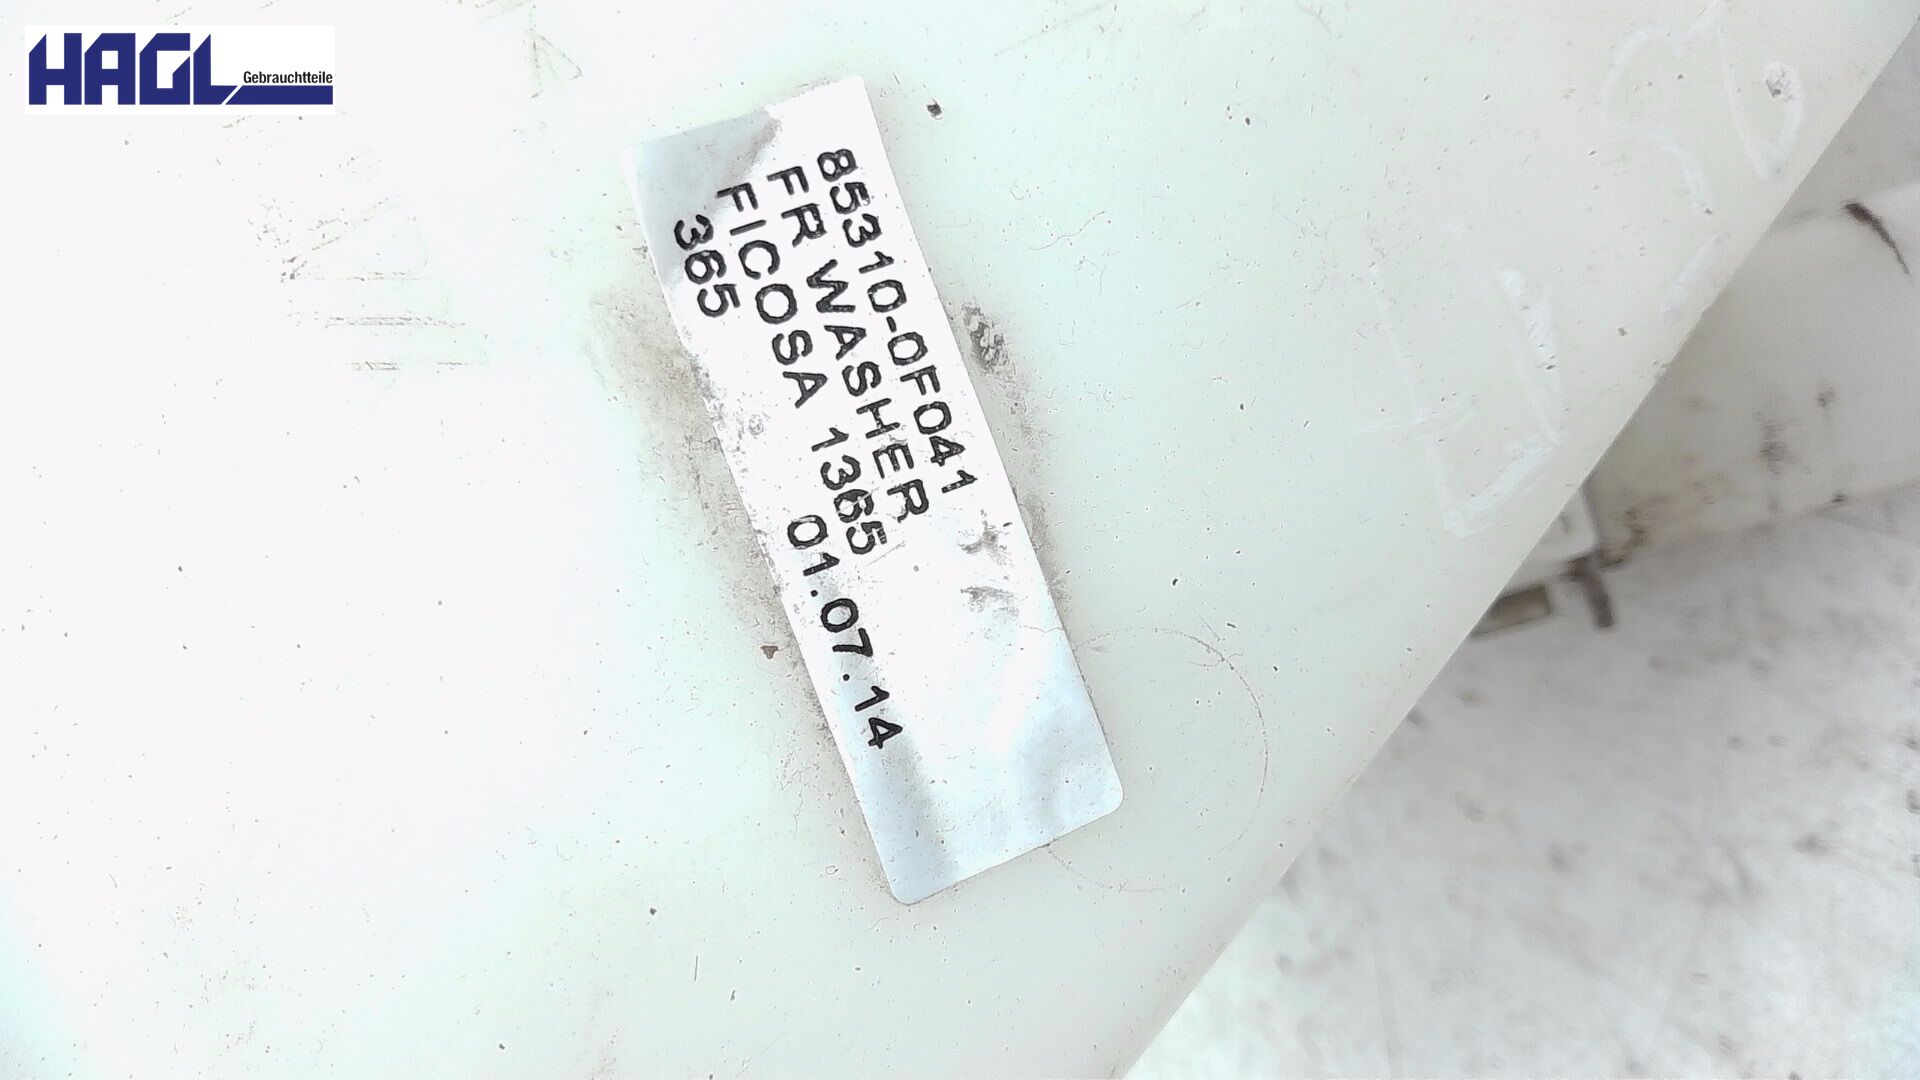 HAGL
Gebrauchtteile
85310-0F041
FR WASHER
FICOSA 1365
365 01.07.14